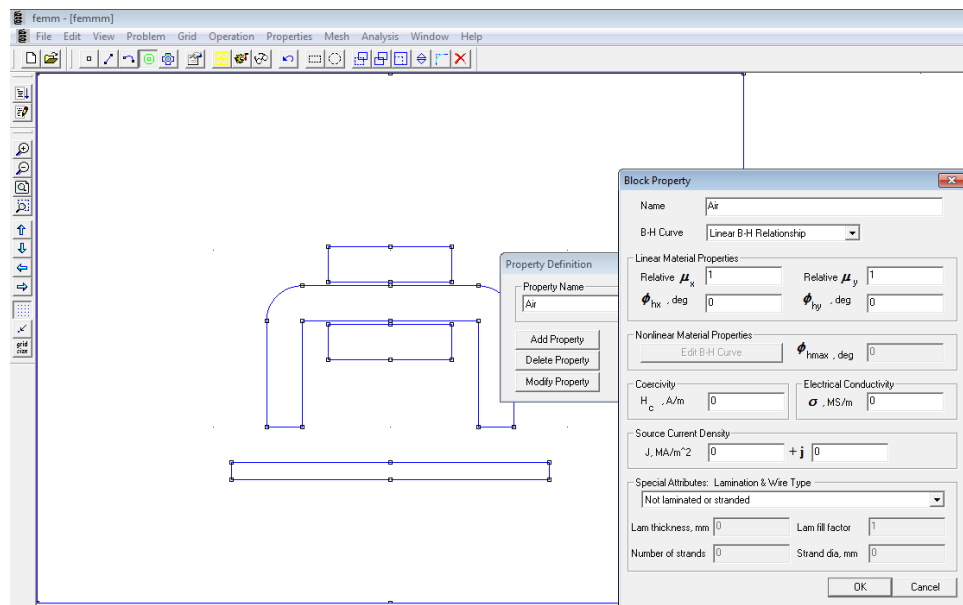 femm - [femmm]
File Edit View Problem Grid Operation Properties Mesh Analysis Window Help
grid
size
Property Definition
Property Name
Air
Add Property
Delete Property
Modify Property
Block Property
Name Air
B-H Curve Linear B-H Relationship
Linear Material Properties
Relative μx 1 Relative μy 1
ϕhx , deg 0 ϕhy , deg 0
Nonlinear Material Properties
Edit B-H Curve ϕhmax , deg 0
Coercivity Electrical Conductivity
Hc , A/m 0 σ , MS/m 0
Source Current Density
J, MA/m^2 0 + j 0
Special Attributes: Lamination & Wire Type
Not laminated or stranded
Lam thickness, mm 0 Lam fill factor 1
Number of strands 0 Strand dia, mm 0
OK Cancel